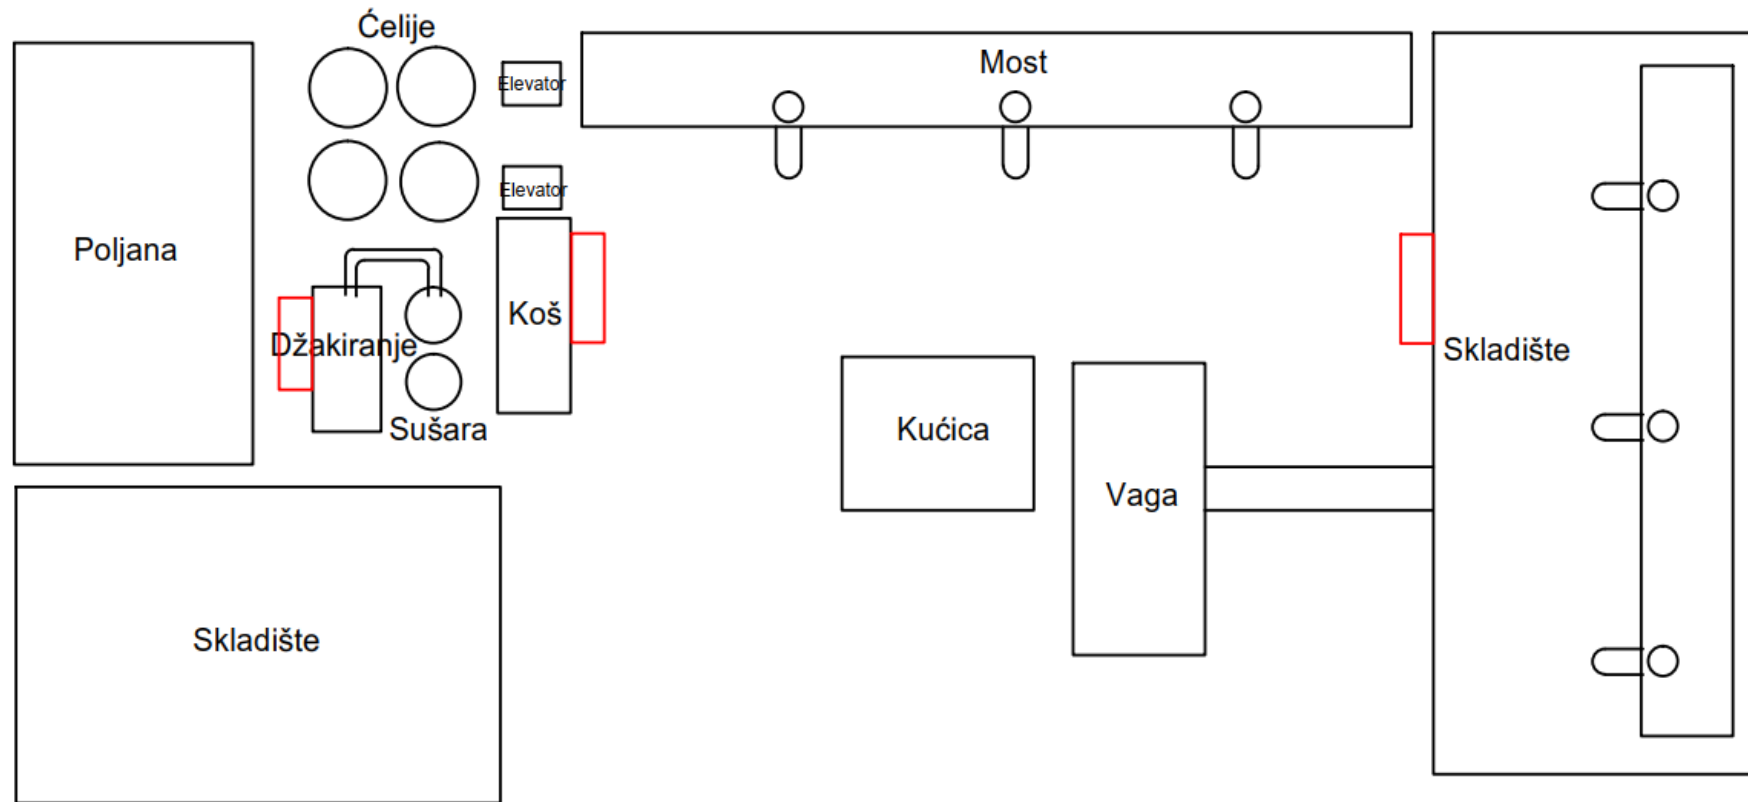 Ćelije
Most
Elevator
Elevator
Poljana
Koš
Džakiranje
Skladište
Sušara
Kućica
Vaga
Skladište